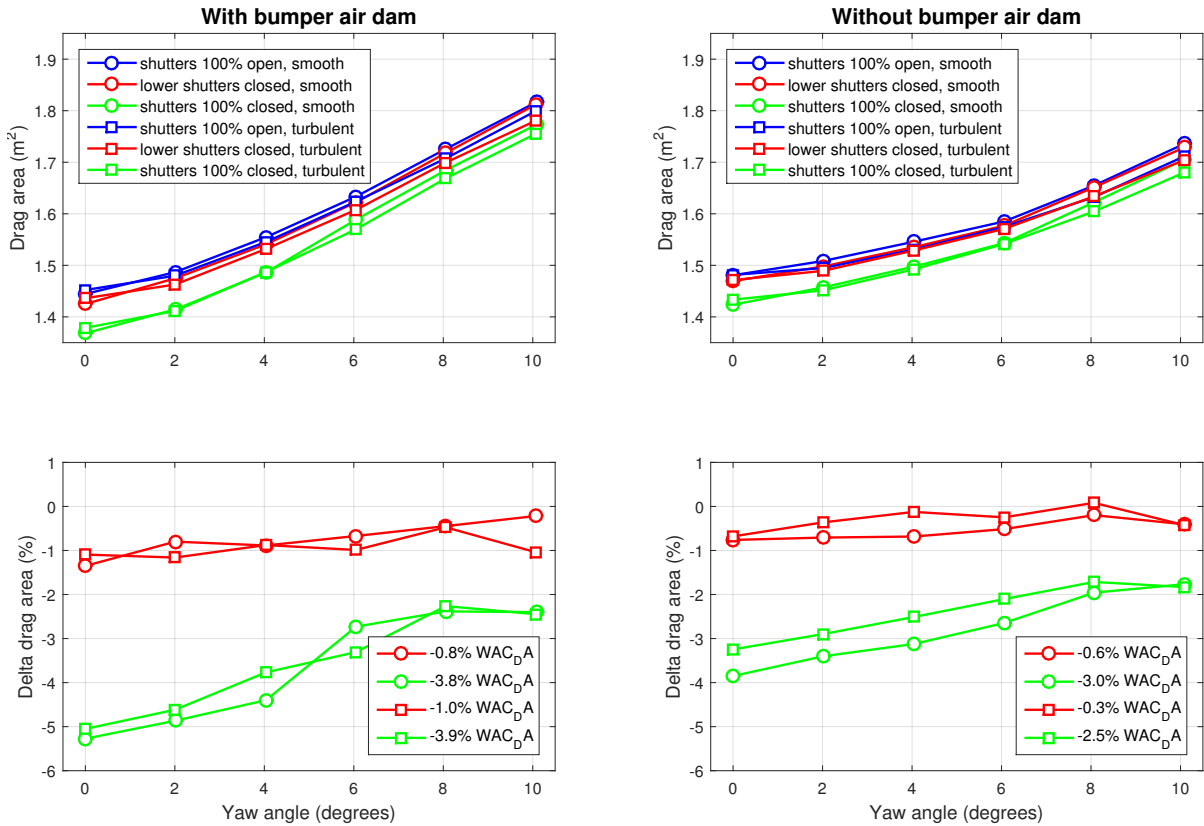 With bumper air dam
1.9
1.8
1.7
1.6
1.5
1.4
Drag area (m²)
shutters 100% open, smooth
lower shutters closed, smooth
shutters 100% closed, smooth
shutters 100% open, turbulent
lower shutters closed, turbulent
shutters 100% closed, turbulent
0 2 4 6 8 10
Without bumper air dam
1.9
1.8
1.7
1.6
1.5
1.4
Drag area (m²)
shutters 100% open, smooth
lower shutters closed, smooth
shutters 100% closed, smooth
shutters 100% open, turbulent
lower shutters closed, turbulent
shutters 100% closed, turbulent
0 2 4 6 8 10
1
0
-1
-2
-3
-4
-5
-6
Delta drag area (%)
-0.8% WAC_DA
-3.8% WAC_DA
-1.0% WAC_DA
-3.9% WAC_DA
0 2 4 6 8 10
Yaw angle (degrees)
1
0
-1
-2
-3
-4
-5
-6
Delta drag area (%)
-0.6% WAC_DA
-3.0% WAC_DA
-0.3% WAC_DA
-2.5% WAC_DA
0 2 4 6 8 10
Yaw angle (degrees)